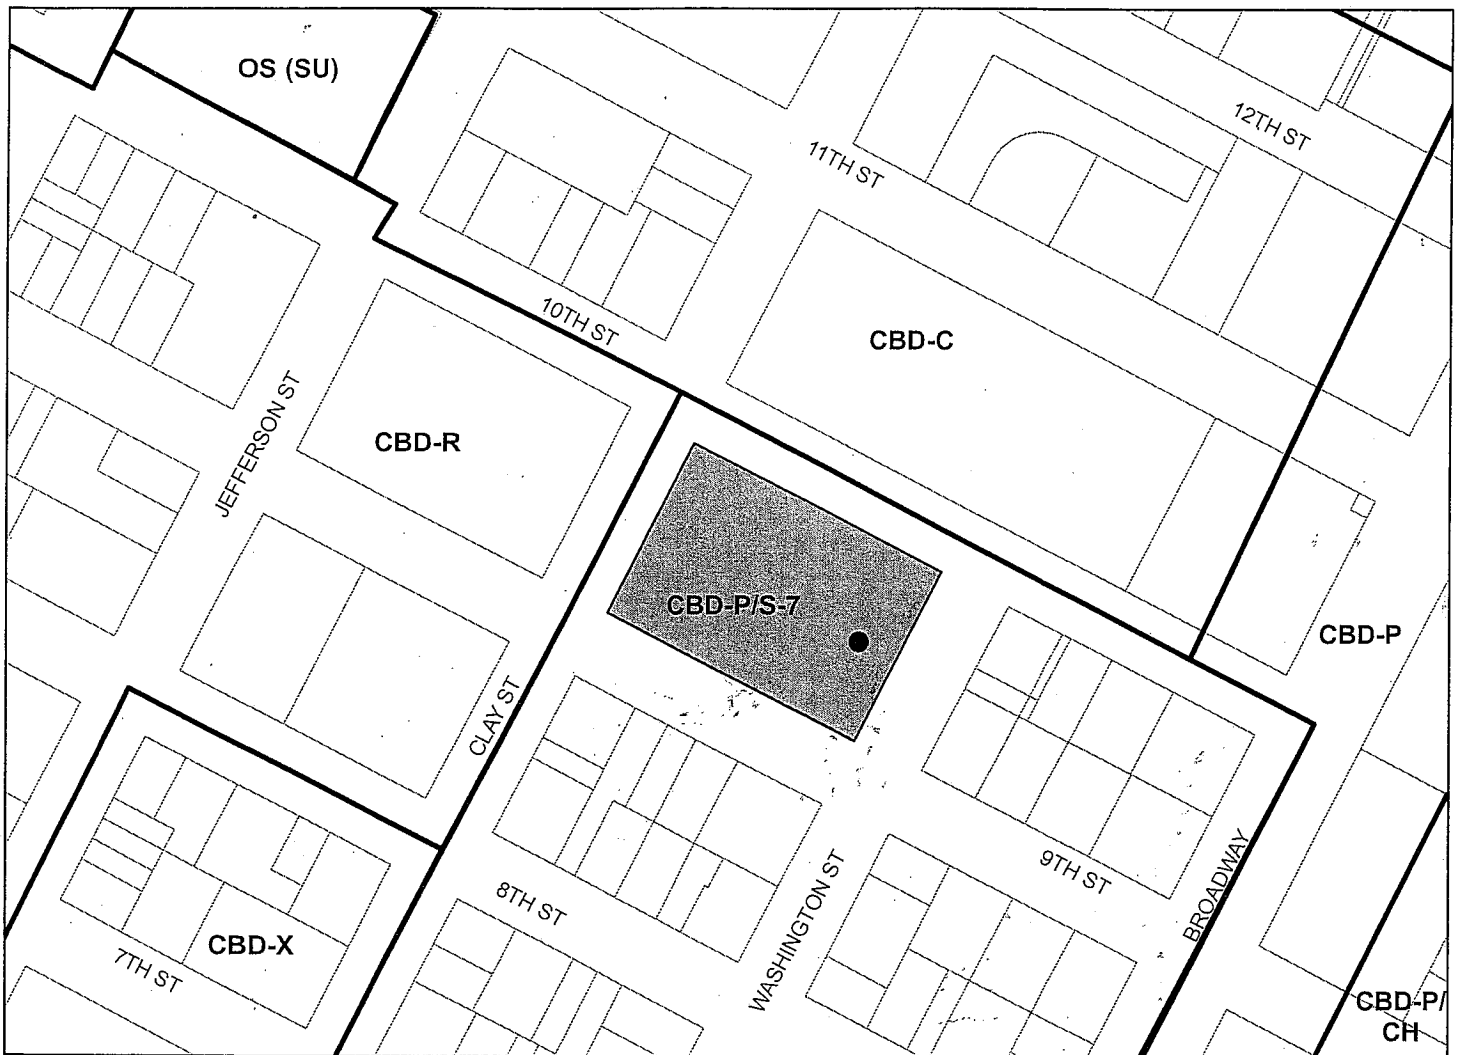 OS (SU)
12TH ST
11TH ST
10TH ST
CBD-C
JEFFERSON ST
CBD-R
CBD-P/S-7
CBD-P
CLAY ST
9TH ST
BROADWAY
8TH ST
WASHINGTON ST
CBD-X
7TH ST
CBD-P/
CH